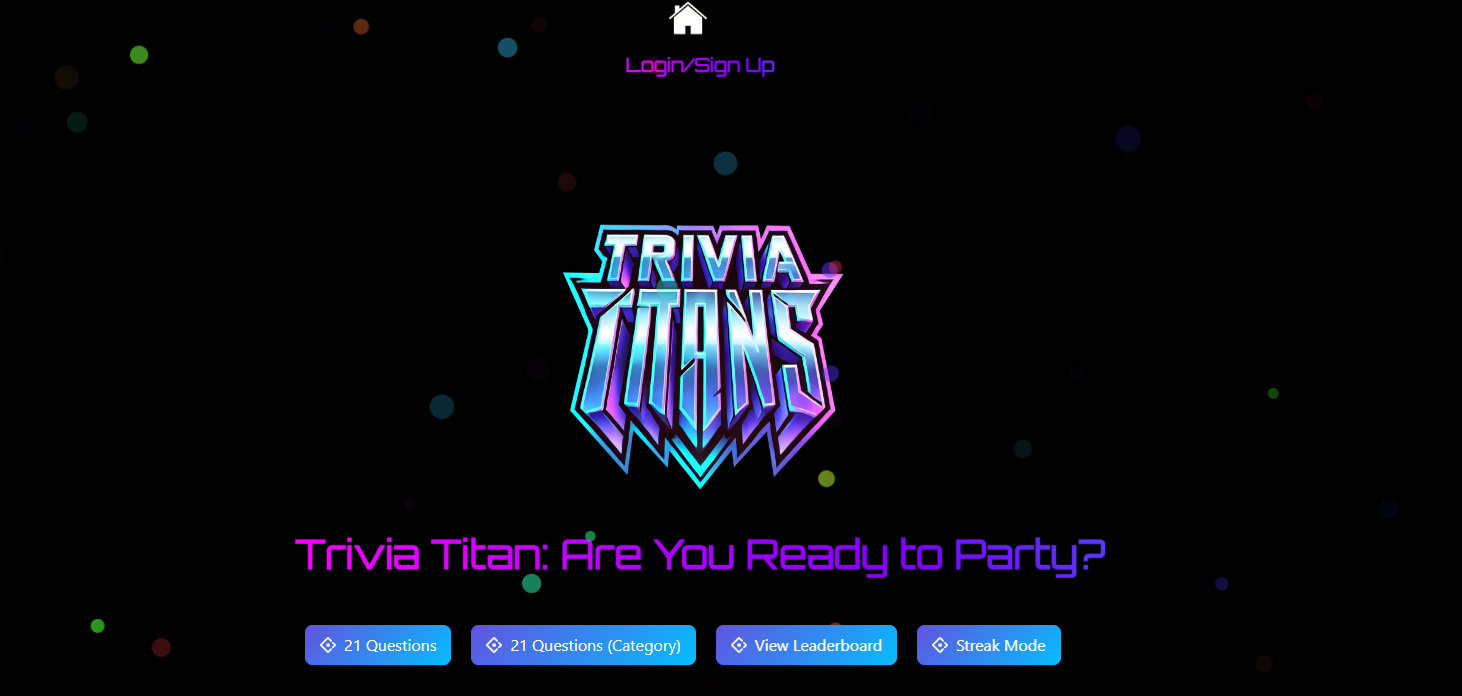 Login/Sign Up
TRIVIA
TITANS
Trivia Titan: Are You Ready to Party?
21 Questions
21 Questions (Category)
View Leaderboard
Streak Mode